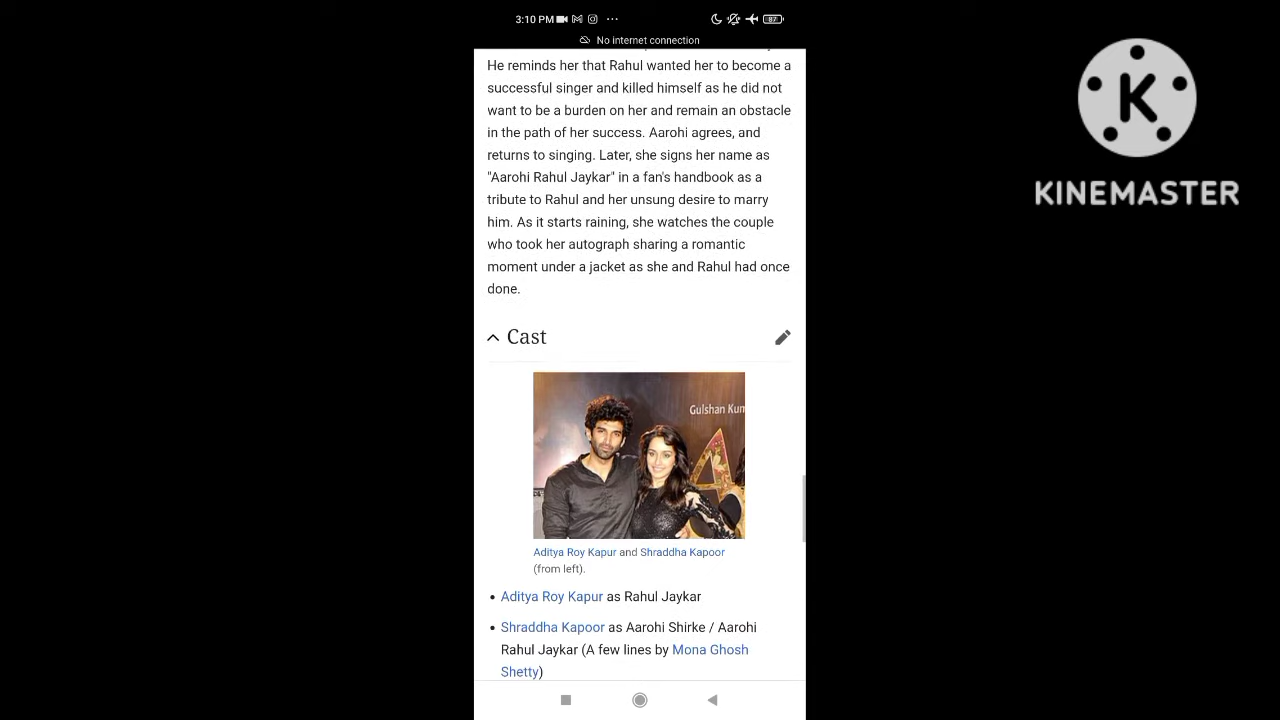 3:10 PM
87
No internet connection
He reminds her that Rahul wanted her to become a
successful singer and killed himself as he did not
want to be a burden on her and remain an obstacle
in the path of her success. Aarohi agrees, and
returns to singing. Later, she signs her name as
"Aarohi Rahul Jaykar" in a fan's handbook as a
tribute to Rahul and her unsung desire to marry
him. As it starts raining, she watches the couple
who took her autograph sharing a romantic
moment under a jacket as she and Rahul had once
done.
Cast
Gulshan Kum
A
Aditya Roy Kapur and Shraddha Kapoor
(from left).
• Aditya Roy Kapur as Rahul Jaykar
• Shraddha Kapoor as Aarohi Shirke / Aarohi
Rahul Jaykar (A few lines by Mona Ghosh
Shetty)
K
KINEMASTER